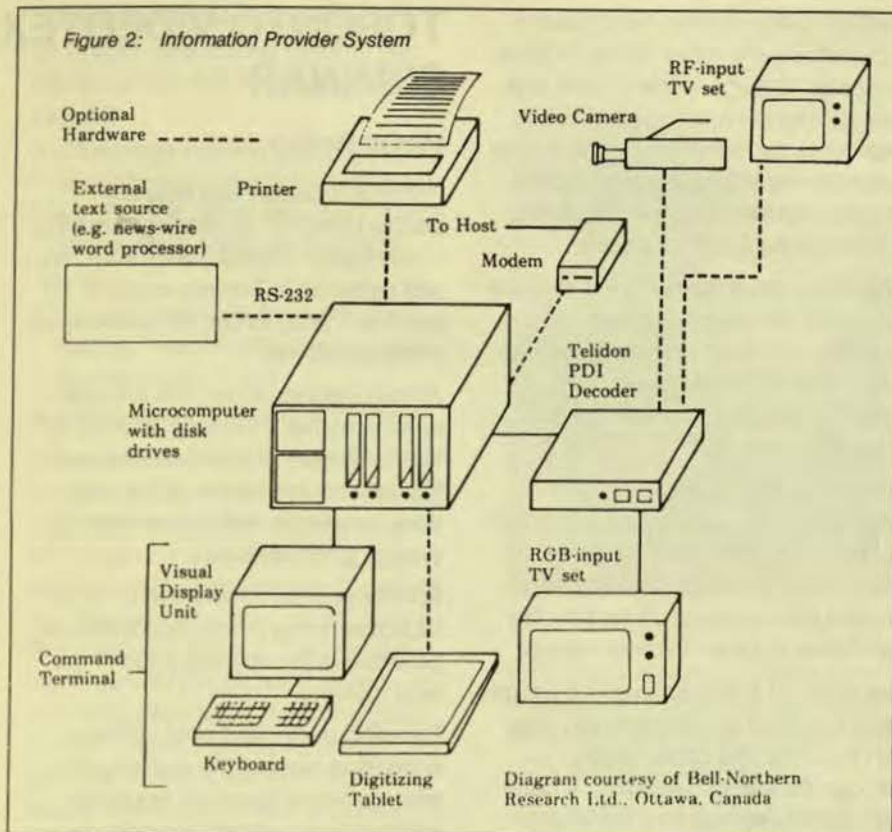 Figure 2: Information Provider System
Optional
Hardware
Printer
Video Camera
RF-input
TV set
External
text source
(e.g. news-wire
word processor)
RS-232
To Host
Modem
Microcomputer
with disk
drives
Telidon
PDI
Decoder
Visual
Display
Unit
Command
Terminal
Keyboard
Digitizing
Tablet
RGB-input
TV set
Diagram courtesy of Bell-Northern
Research Ltd., Ottawa, Canada